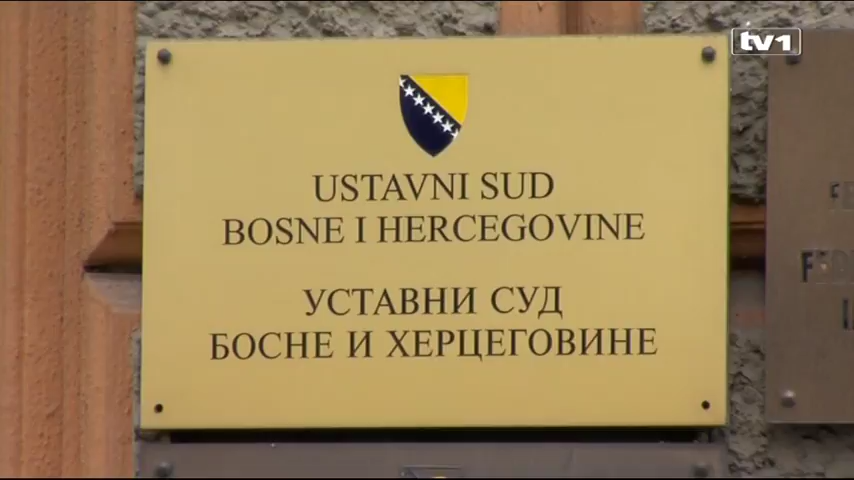 tv1
USTAVNI SUD
BOSNE I HERCEGOVINE
УСТАВНИ СУД
БОСНЕ И ХЕРЦЕГОВИНЕ